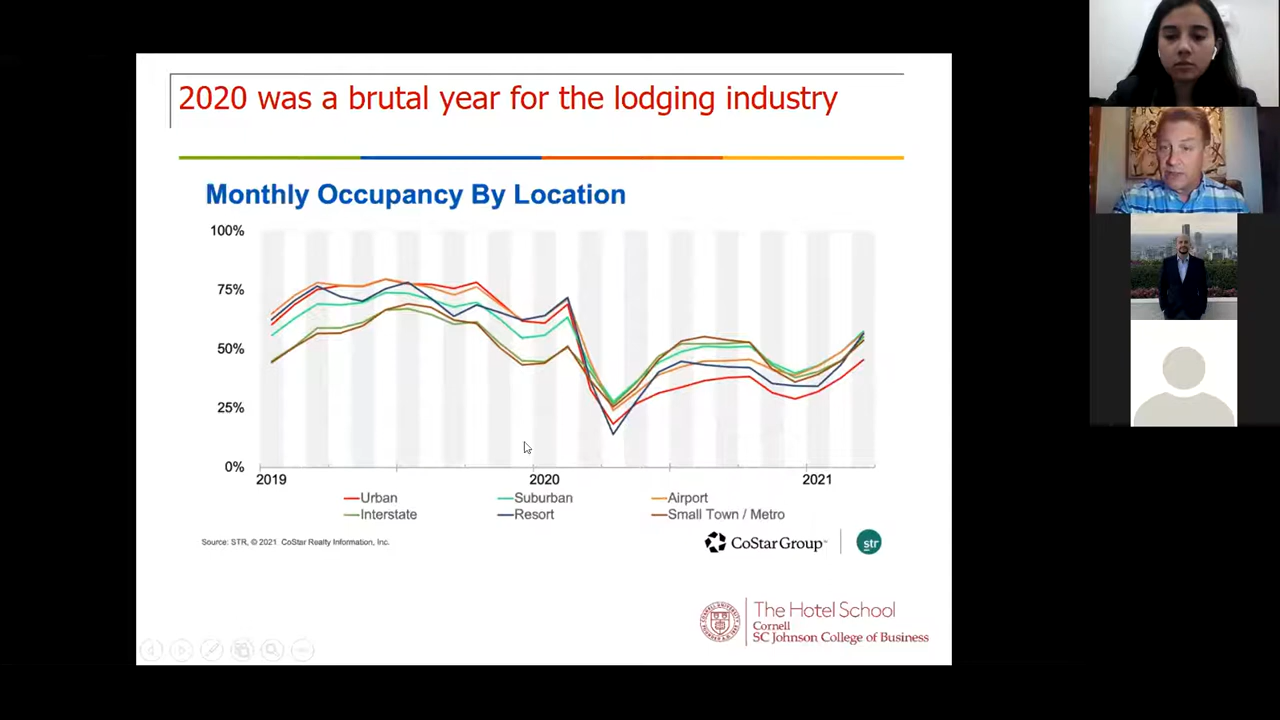 2020 was a brutal year for the lodging industry
Monthly Occupancy By Location
100%
75%
50%
25%
0%
2019 2020 2021
Urban Suburban Airport
Interstate Resort Small Town / Metro
Source: STR, © 2021 CoStar Realty Information, Inc.
CoStarGroup™ str
The Hotel School
Cornell
SC Johnson College of Business